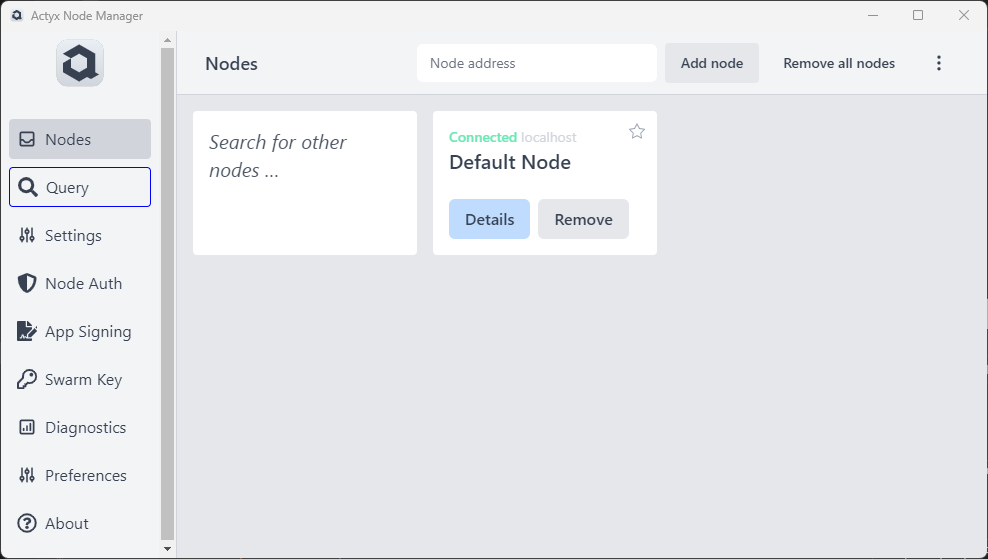 Actyx Node Manager
Nodes
Query
Settings
Node Auth
App Signing
Swarm Key
Diagnostics
Preferences
About
Nodes
Node address
Add node
Remove all nodes
Search for other
nodes ...
Connected localhost
Default Node
Details
Remove